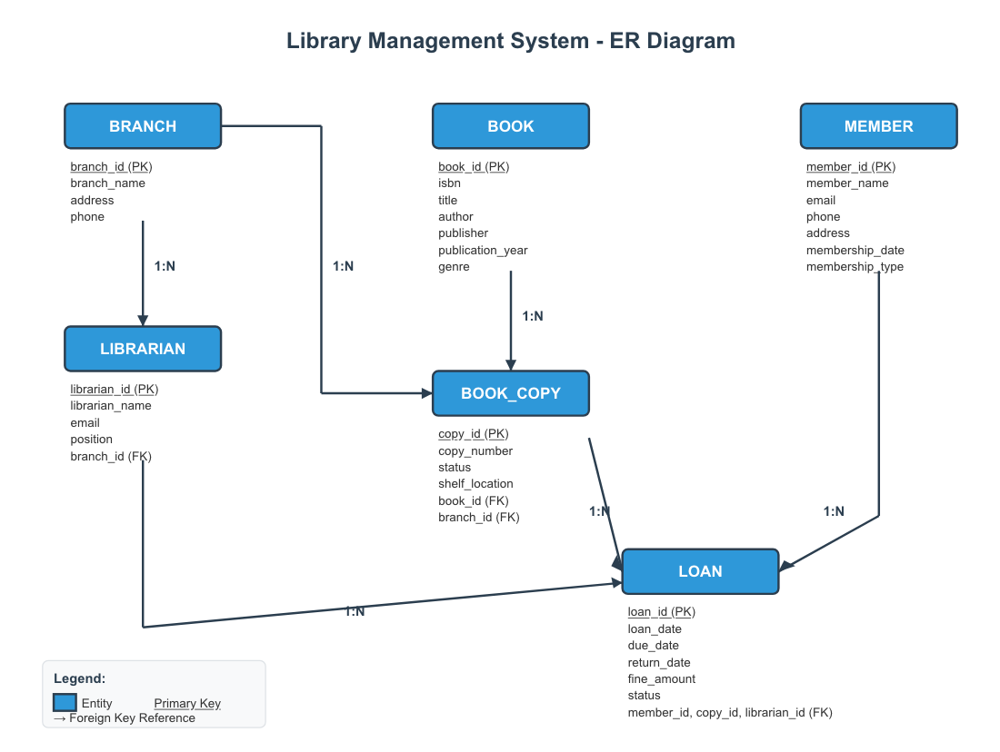 Library Management System - ER Diagram
BRANCH
branch_id (PK)
branch_name
address
phone
1:N
1:N
BOOK
book_id (PK)
isbn
title
author
publisher
publication_year
genre
1:N
MEMBER
member_id (PK)
member_name
email
phone
address
membership_date
membership_type
LIBRARIAN
librarian_id (PK)
librarian_name
email
position
branch_id (FK)
BOOK_COPY
copy_id (PK)
copy_number
status
shelf_location
book_id (FK)
branch_id (FK)
1:N
1:N
1:N
LOAN
loan_id (PK)
loan_date
due_date
return_date
fine_amount
status
member_id, copy_id, librarian_id (FK)
Legend:
Entity Primary Key
→ Foreign Key Reference